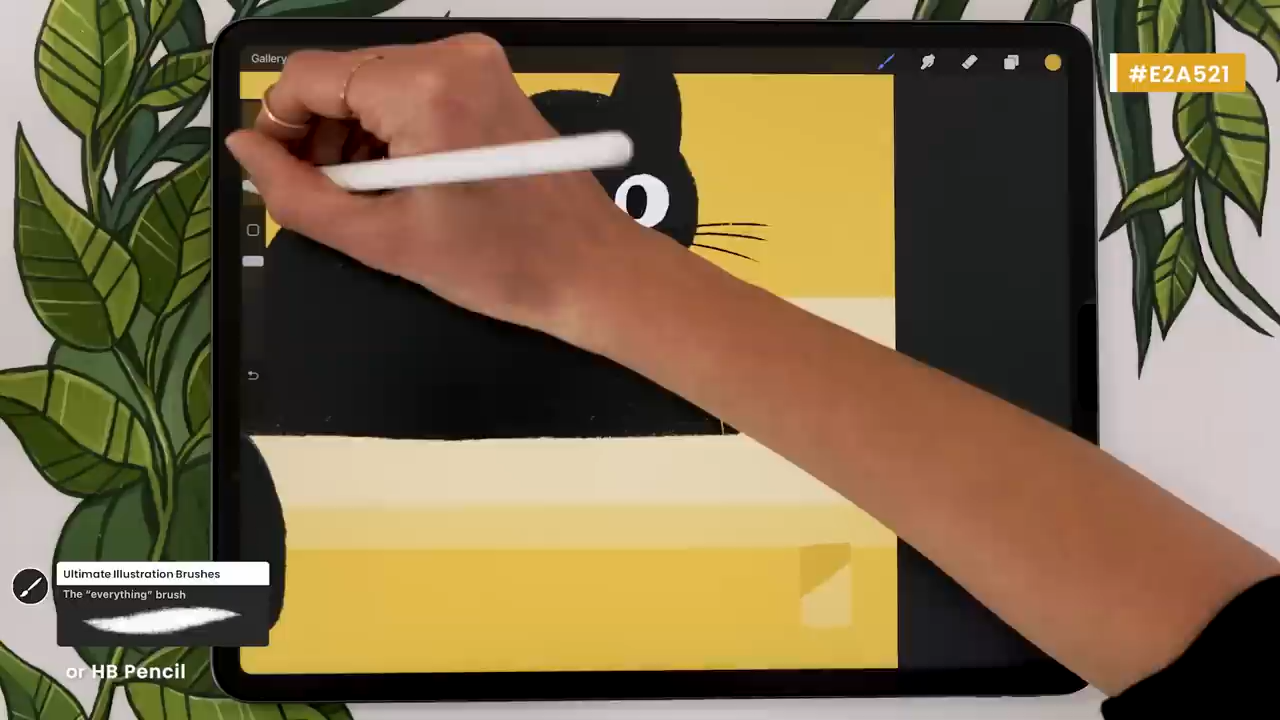 Gallery
#E2A521
Ultimate Illustration Brushes
The “everything” brush
or HB Pencil